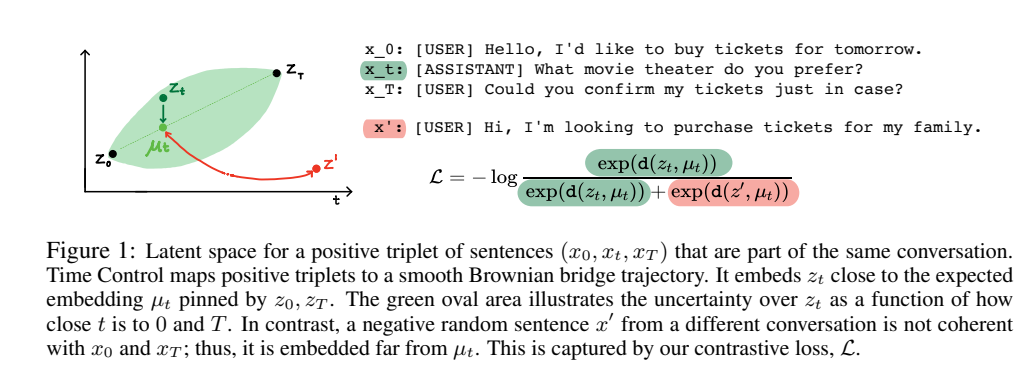 x_0: [USER] Hello, I'd like to buy tickets for tomorrow.
x_t: [ASSISTANT] What movie theater do you prefer?
x_T: [USER] Could you confirm my tickets just in case?
x': [USER] Hi, I'm looking to purchase tickets for my family.
z_t
z_T
μ_t
z_0
z'
t
ℒ = − log exp(d(z_t, μ_t)) / exp(d(z_t, μ_t)) + exp(d(z', μ_t))
Figure 1: Latent space for a positive triplet of sentences (x_0, x_t, x_T) that are part of the same conversation.
Time Control maps positive triplets to a smooth Brownian bridge trajectory. It embeds z_t close to the expected
embedding μ_t pinned by z_0, z_T. The green oval area illustrates the uncertainty over z_t as a function of how
close t is to 0 and T. In contrast, a negative random sentence x' from a different conversation is not coherent
with x_0 and x_T; thus, it is embedded far from μ_t. This is captured by our contrastive loss, ℒ.